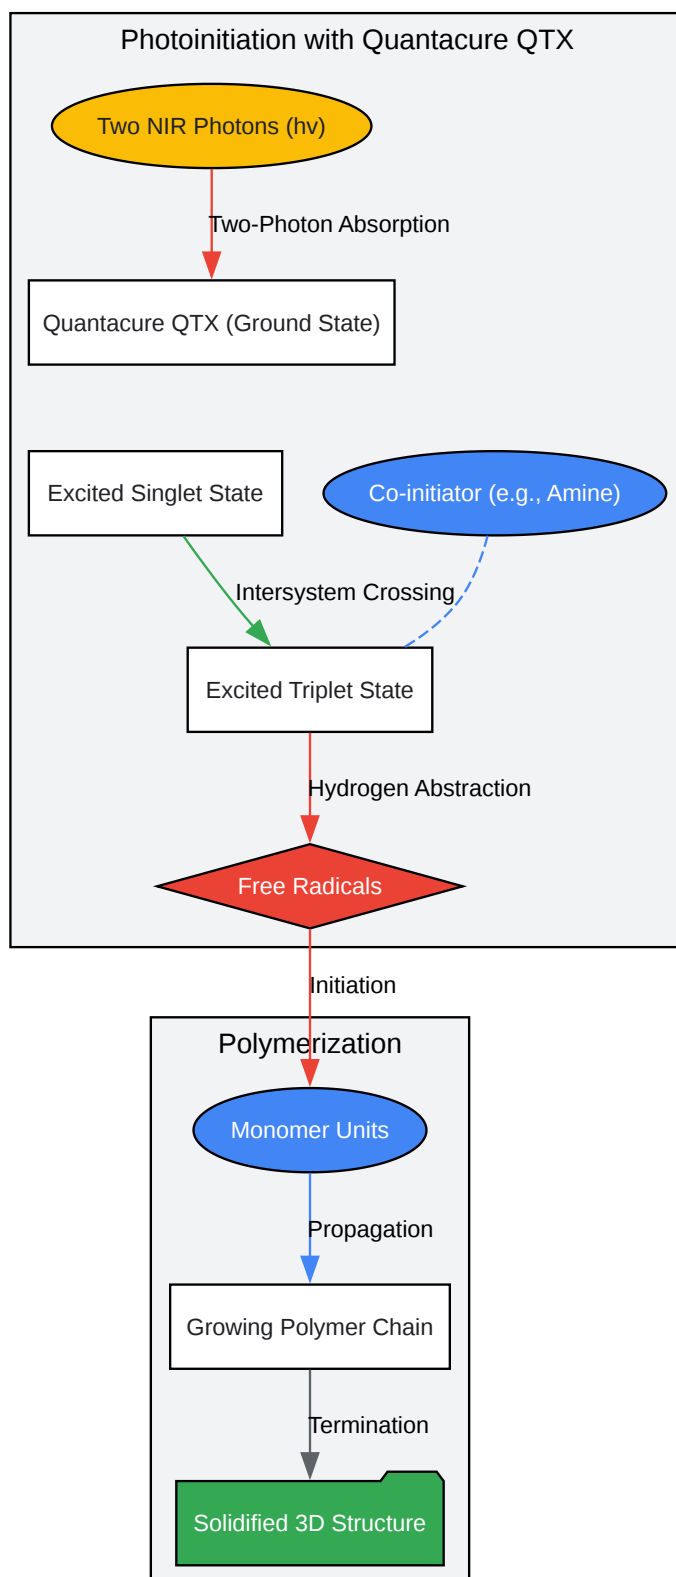 Photoinitiation with Quantacure QTX
Two NIR Photons (hv)
Two-Photon Absorption
Quantacure QTX (Ground State)
Excited Singlet State
Co-initiator (e.g., Amine)
Intersystem Crossing
Excited Triplet State
Hydrogen Abstraction
Free Radicals
Initiation
Polymerization
Monomer Units
Propagation
Growing Polymer Chain
Termination
Solidified 3D Structure